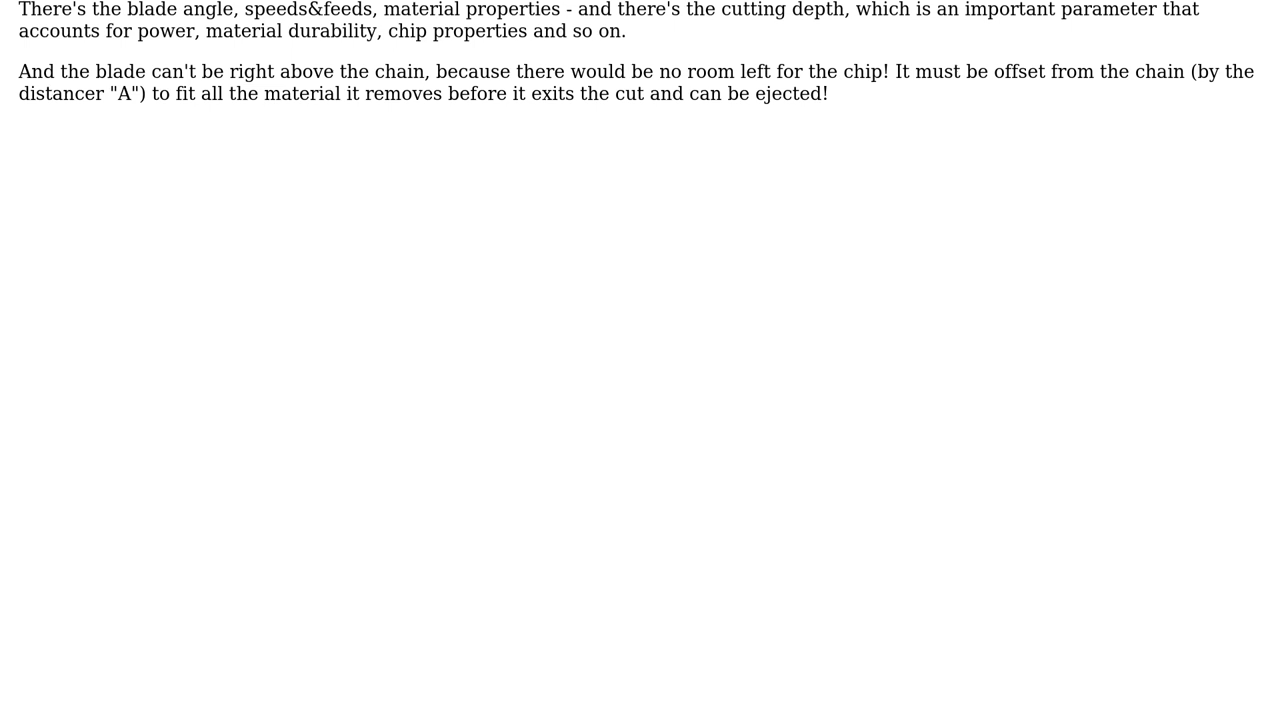 There's the blade angle, speeds&feeds, material properties - and there's the cutting depth, which is an important parameter that
accounts for power, material durability, chip properties and so on.
And the blade can't be right above the chain, because there would be no room left for the chip! It must be offset from the chain (by the
distancer "A") to fit all the material it removes before it exits the cut and can be ejected!